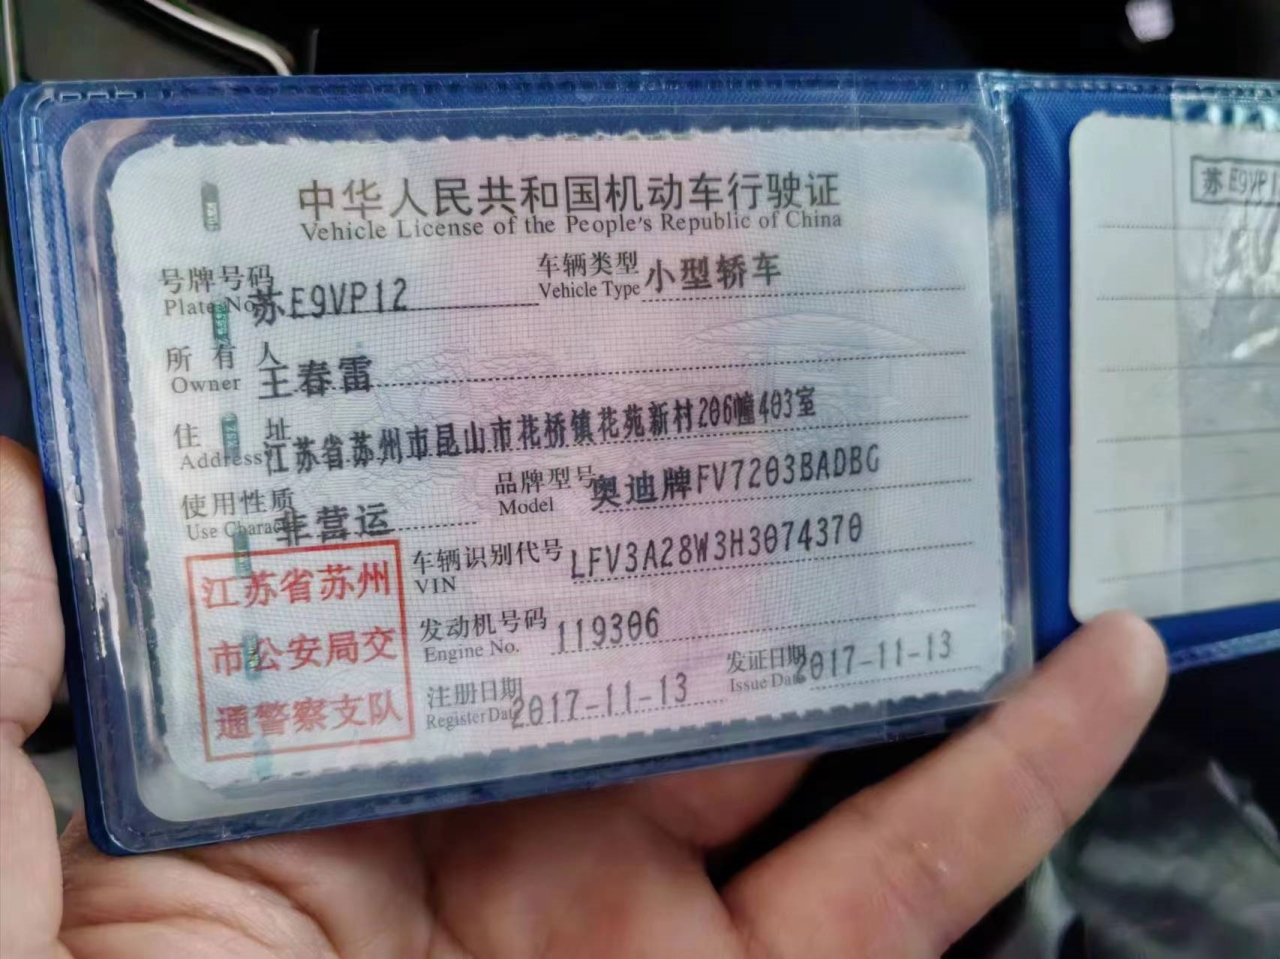 中华人民共和国机动车行驶证
Vehicle License of the People's Republic of China
号牌号码 苏E9VP12 车辆类型 小型轿车
Plate No. Vehicle Type
所有人 王春雷
Owner
住址 江苏省苏州市昆山市花桥镇花苑新村206幢403室
Address
使用性质 非营运 品牌型号 奥迪牌FV7203BADBG
Use Charac Model
江苏省苏州
市公安局交
通警察支队
车辆识别代号 LFV3A28W3H3074370
VIN
发动机号码 119306
Engine No.
注册日期 2017-11-13 发证日期 2017-11-13
Register Dat Issue Dat
苏E9VP1